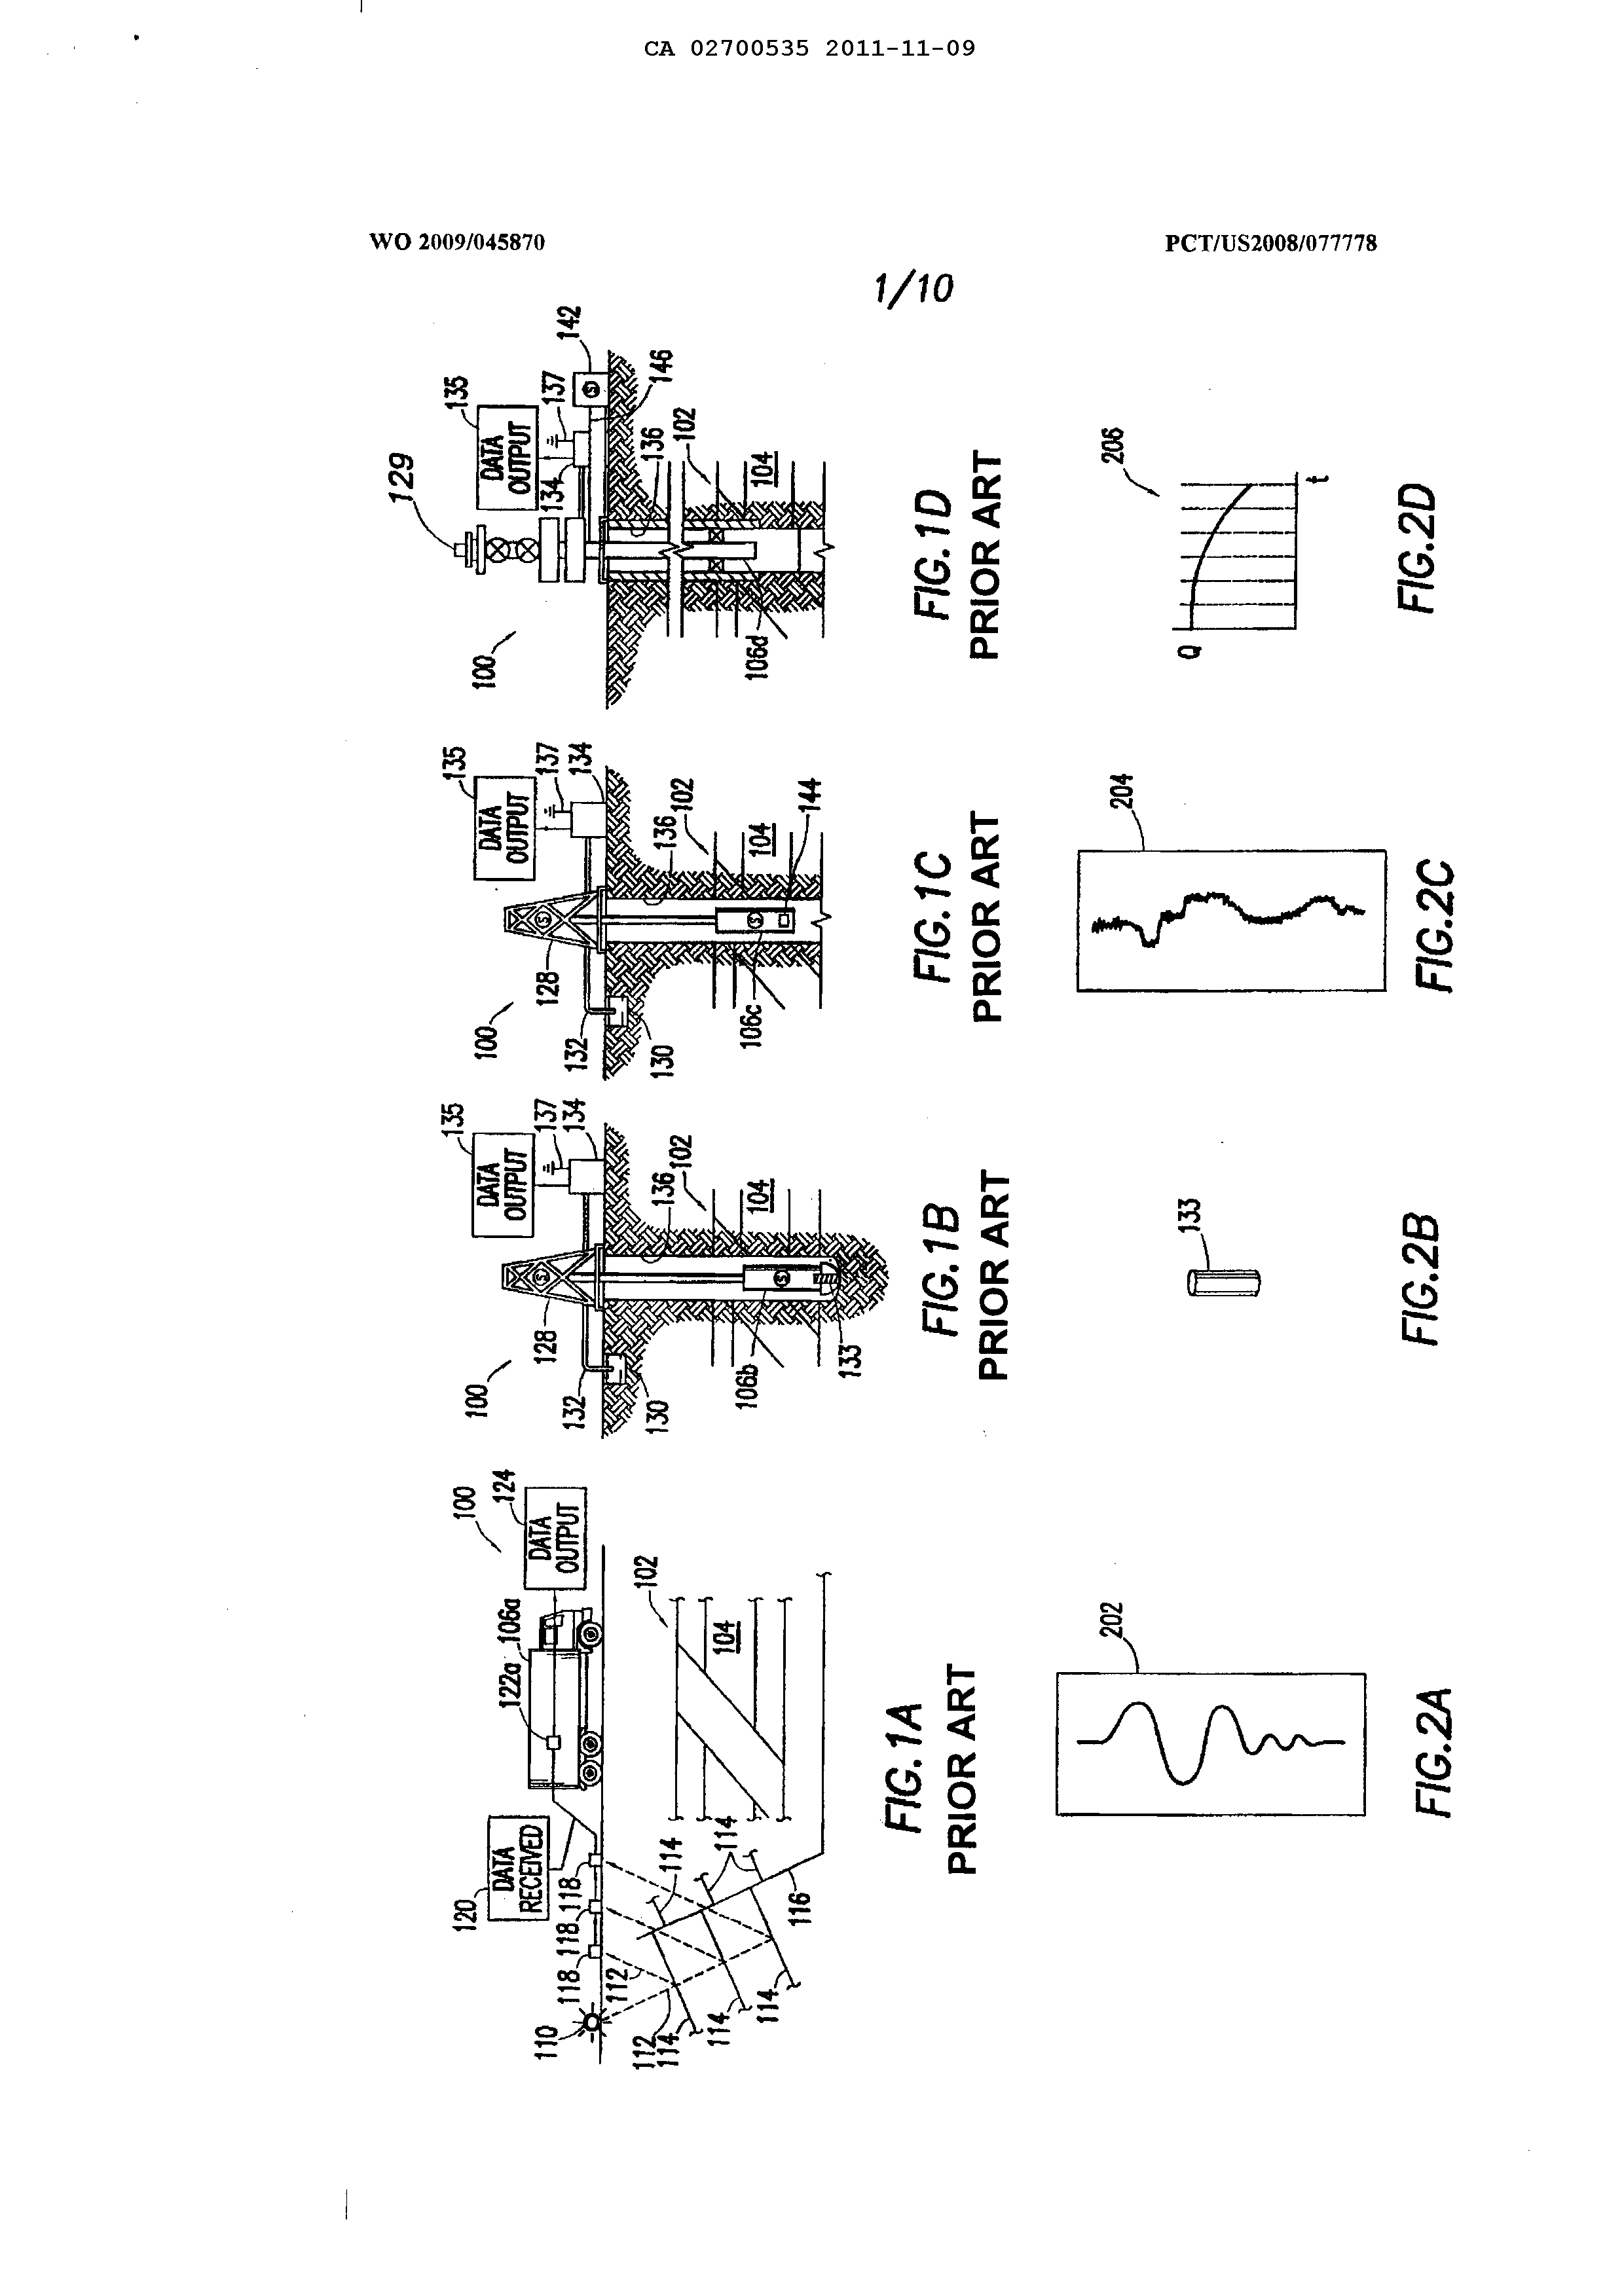 CA 02700535 2011-11-09
WO 2009/045870
PCT/US2008/077778
1/10
120
DATA
RECEIVED
122a
106a
124
DATA
OUTPUT
100
110
118
118
118
112
112
114
114
114
114
114
116
102
104
FIG.1A
PRIOR ART
100
128
132
130
135
DATA
OUTPUT
137
134
136
102
104
106b
133
FIG.1B
PRIOR ART
100
128
132
130
135
DATA
OUTPUT
137
134
136
102
104
144
106c
FIG.1C
PRIOR ART
100
129
135
DATA
OUTPUT
134
137
142
146
136
102
104
106d
FIG.1D
PRIOR ART
202
FIG.2A
133
FIG.2B
204
FIG.2C
206
Q
t
FIG.2D
S
S
S
S